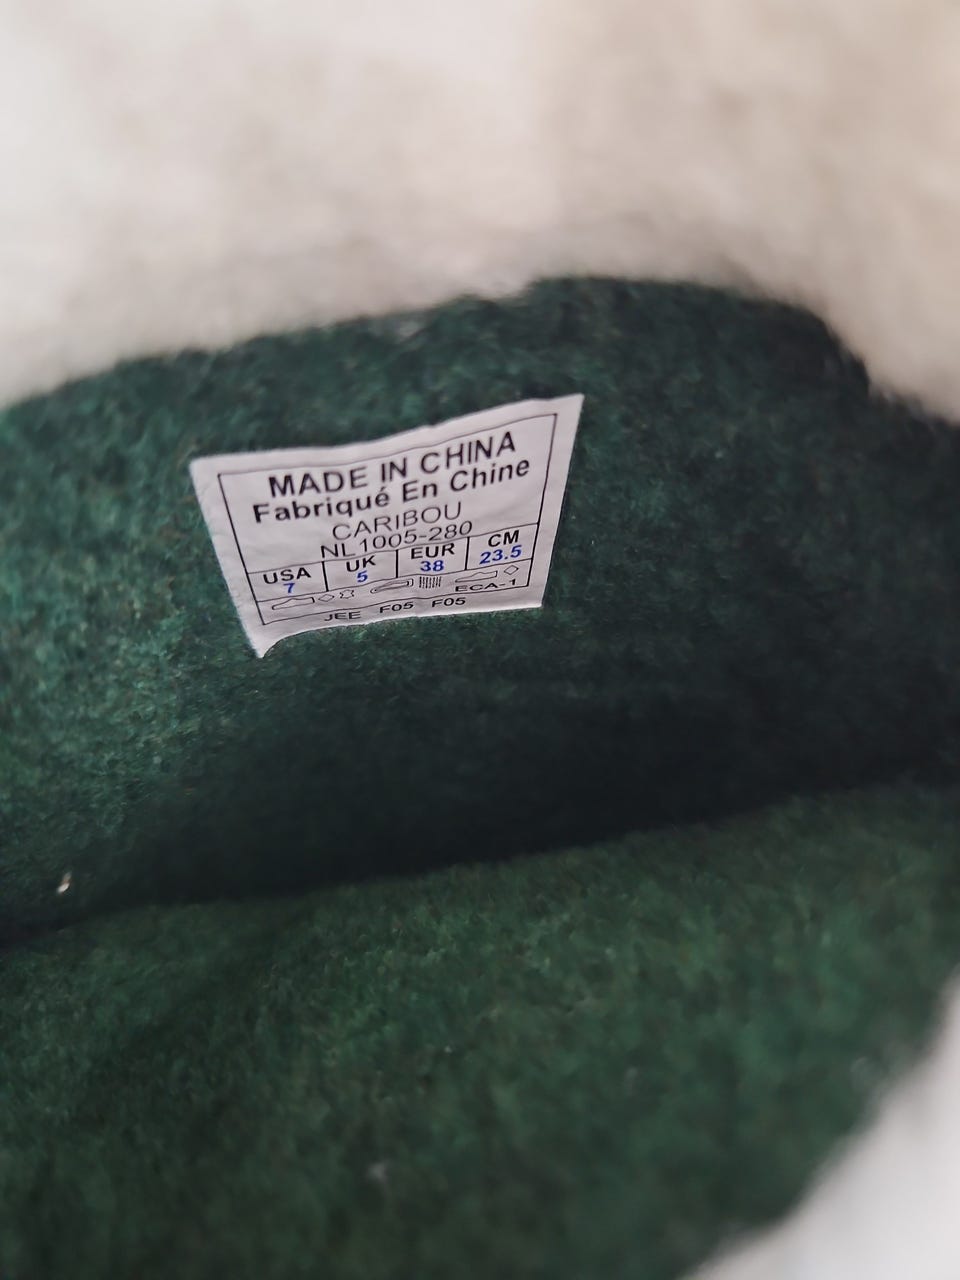 MADE IN CHINA
Fabriqué En Chine
CARIBOU
NL1005-280
USA UK EUR CM
7 5 38 23.5
ECA-1
JEE F05 F05